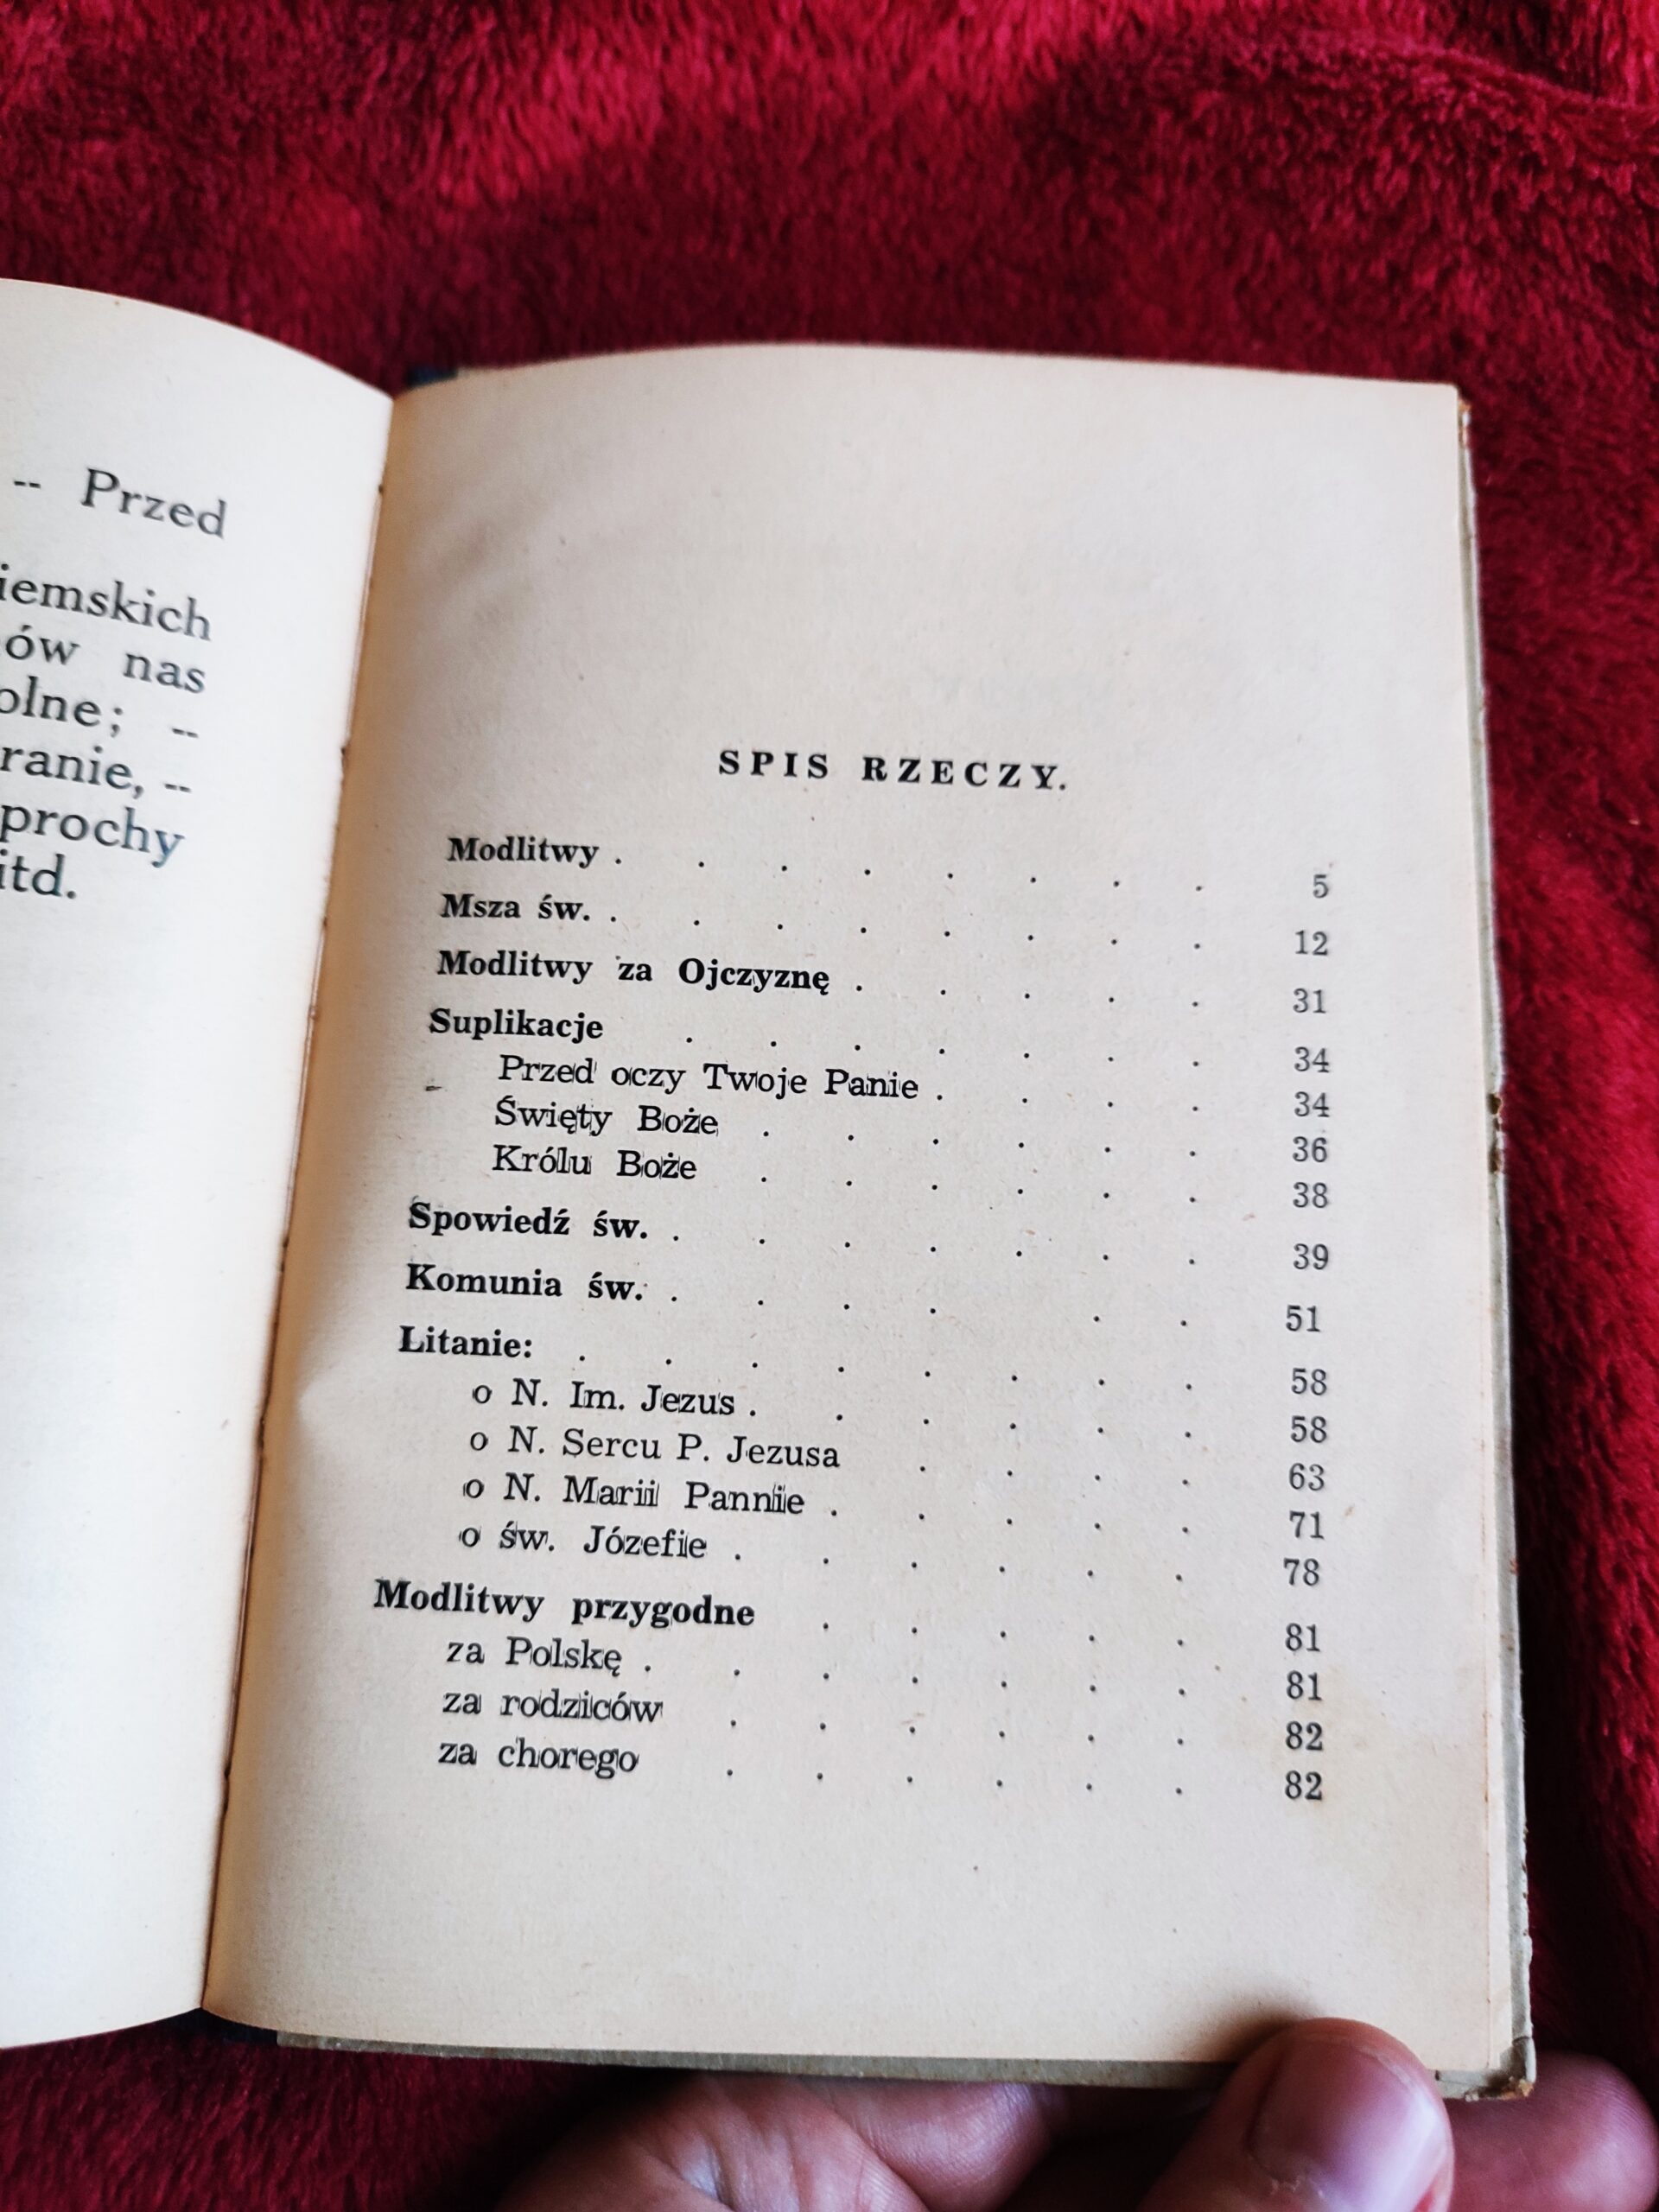 -- Przed
iemskich
ów nas
olne; --
ranie, --
prochy
itd.
SPIS RZECZY.
Modlitwy . . . . . . . . 5
Msza św. . . . . . . . . 12
Modlitwy za Ojczyznę . . . . . 31
Suplikacje . . . . . . . 34
Przed oczy Twoje Panie . . . . 34
Święty Boże . . . . . . 36
Królu Boże . . . . . . 38
Spowiedź św. . . . . . . . 39
Komunia św. . . . . . . 51
Litanie: . . . . . . . . 58
o N. Im. Jezus . . . . . . 58
o N. Sercu P. Jezusa . . . . 63
o N. Marii Pannie . . . . . 71
o św. Józefie . . . . . . 78
Modlitwy przygodne . . . . . 81
za Polskę . . . . . . . 81
za rodziców . . . . . . 82
za chorego . . . . . . 82